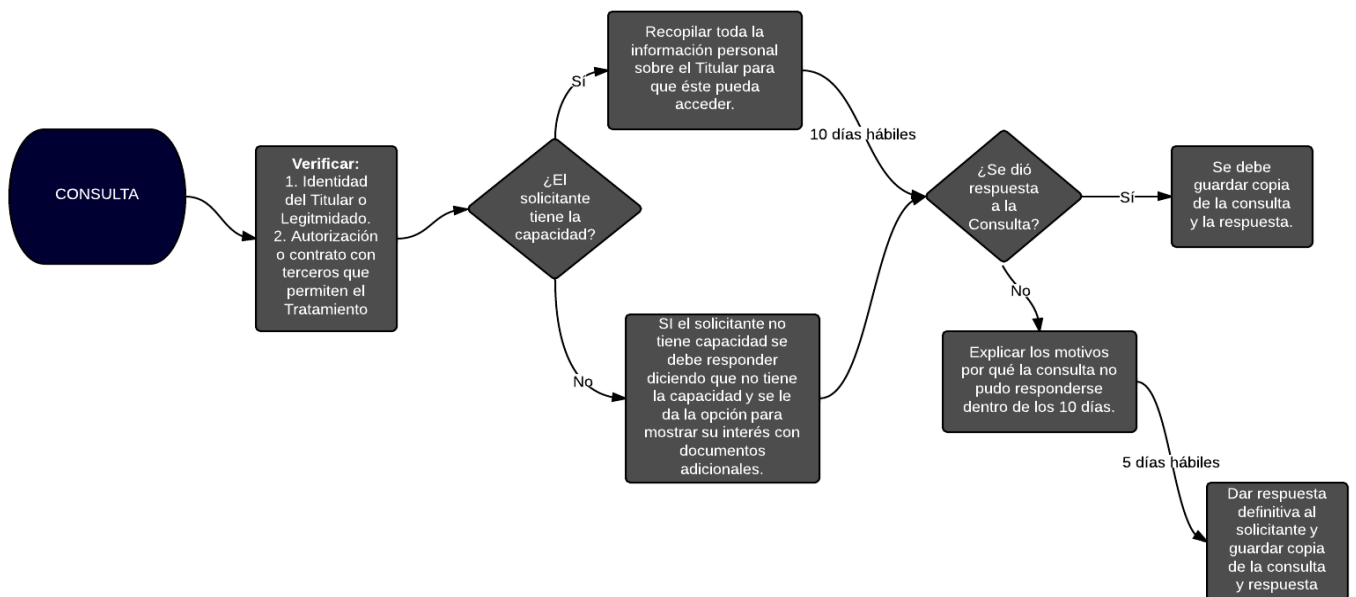 CONSULTA
Verificar:
1. Identidad
del Titular o
Legitmidado.
2. Autorización
o contrato con
terceros que
permiten el
Tratamiento
¿El
solicitante
tiene la
capacidad?
Sí
Recopilar toda la
información personal
sobre el Titular para
que éste pueda
acceder.
10 días hábiles
No
SI el solicitante no
tiene capacidad se
debe responder
diciendo que no tiene
la capacidad y se le
da la opción para
mostrar su interés con
documentos
adicionales.
¿Se dió
respuesta
a la
Consulta?
Sí
Se debe
guardar copia
de la consulta
y la respuesta.
No
Explicar los motivos
por qué la consulta no
pudo responderse
dentro de los 10 días.
5 días hábiles
Dar respuesta
definitiva al
solicitante y
guardar copia
de la consulta
y respuesta